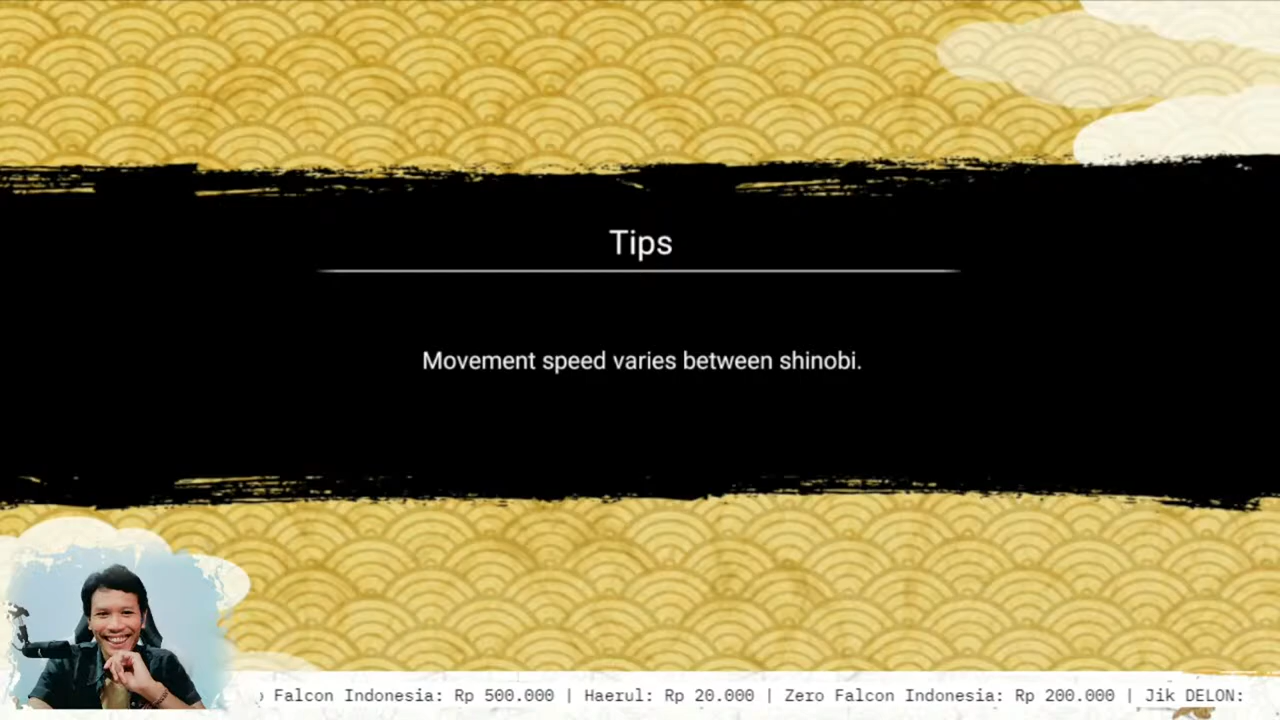 Tips
Movement speed varies between shinobi.
Falcon Indonesia: Rp 500.000 | Haerul: Rp 20.000 | Zero Falcon Indonesia: Rp 200.000 | Jik DELON: